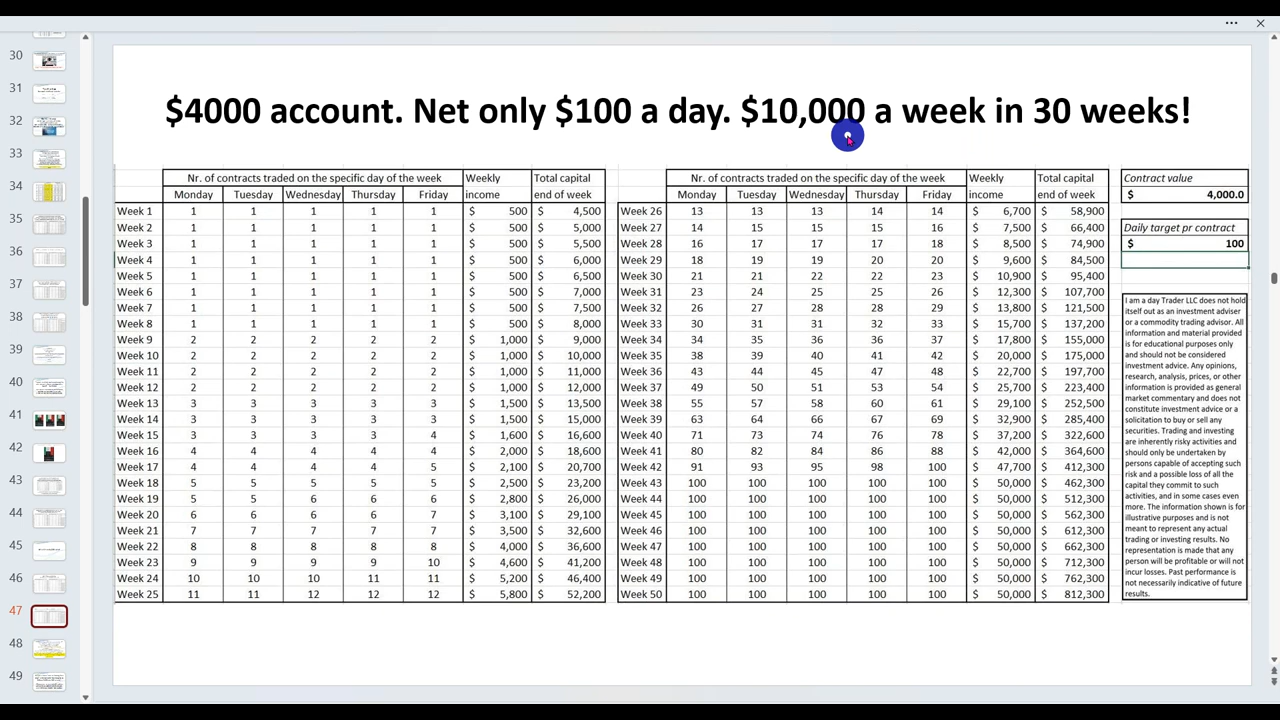 $4000 account. Net only $100 a day. $10,000 a week in 30 weeks!
Nr. of contracts traded on the specific day of the week Weekly Total capital
Monday Tuesday Wednesday Thursday Friday income end of week
Week 1 1 1 1 1 1 $ 500 $ 4,500
Week 2 1 1 1 1 1 $ 500 $ 5,000
Week 3 1 1 1 1 1 $ 500 $ 5,500
Week 4 1 1 1 1 1 $ 500 $ 6,000
Week 5 1 1 1 1 1 $ 500 $ 6,500
Week 6 1 1 1 1 1 $ 500 $ 7,000
Week 7 1 1 1 1 1 $ 500 $ 7,500
Week 8 1 1 1 1 1 $ 500 $ 8,000
Week 9 2 2 2 2 2 $ 1,000 $ 9,000
Week 10 2 2 2 2 2 $ 1,000 $ 10,000
Week 11 2 2 2 2 2 $ 1,000 $ 11,000
Week 12 2 2 2 2 2 $ 1,000 $ 12,000
Week 13 3 3 3 3 3 $ 1,500 $ 13,500
Week 14 3 3 3 3 3 $ 1,500 $ 15,000
Week 15 3 3 3 3 4 $ 1,600 $ 16,600
Week 16 4 4 4 4 4 $ 2,000 $ 18,600
Week 17 4 4 4 4 5 $ 2,100 $ 20,700
Week 18 5 5 5 5 5 $ 2,500 $ 23,200
Week 19 5 5 6 6 6 $ 2,800 $ 26,000
Week 20 6 6 6 6 7 $ 3,100 $ 29,100
Week 21 7 7 7 7 7 $ 3,500 $ 32,600
Week 22 8 8 8 8 8 $ 4,000 $ 36,600
Week 23 9 9 9 9 10 $ 4,600 $ 41,200
Week 24 10 10 10 11 11 $ 5,200 $ 46,400
Week 25 11 11 12 12 12 $ 5,800 $ 52,200
Nr. of contracts traded on the specific day of the week Weekly Total capital
Monday Tuesday Wednesday Thursday Friday income end of week
Week 26 13 13 13 14 14 $ 6,700 $ 58,900
Week 27 14 15 15 15 16 $ 7,500 $ 66,400
Week 28 16 17 17 17 18 $ 8,500 $ 74,900
Week 29 18 19 19 20 20 $ 9,600 $ 84,500
Week 30 21 21 22 22 23 $ 10,900 $ 95,400
Week 31 23 24 25 25 26 $ 12,300 $ 107,700
Week 32 26 27 28 28 29 $ 13,800 $ 121,500
Week 33 30 31 31 32 33 $ 15,700 $ 137,200
Week 34 34 35 36 36 37 $ 17,800 $ 155,000
Week 35 38 39 40 41 42 $ 20,000 $ 175,000
Week 36 43 44 45 47 48 $ 22,700 $ 197,700
Week 37 49 50 51 53 54 $ 25,700 $ 223,400
Week 38 55 57 58 60 61 $ 29,100 $ 252,500
Week 39 63 64 66 67 69 $ 32,900 $ 285,400
Week 40 71 73 74 76 78 $ 37,200 $ 322,600
Week 41 80 82 84 86 88 $ 42,000 $ 364,600
Week 42 91 93 95 98 100 $ 47,700 $ 412,300
Week 43 100 100 100 100 100 $ 50,000 $ 462,300
Week 44 100 100 100 100 100 $ 50,000 $ 512,300
Week 45 100 100 100 100 100 $ 50,000 $ 562,300
Week 46 100 100 100 100 100 $ 50,000 $ 612,300
Week 47 100 100 100 100 100 $ 50,000 $ 662,300
Week 48 100 100 100 100 100 $ 50,000 $ 712,300
Week 49 100 100 100 100 100 $ 50,000 $ 762,300
Week 50 100 100 100 100 100 $ 50,000 $ 812,300
Contract value
$ 4,000.0
Daily target pr contract
$ 100
I am a day Trader LLC does not hold
itself out as an investment adviser
or a commodity trading advisor. All
information and material provided
is for educational purposes only
and should not be considered
investment advice. Any opinions,
research, analysis, prices, or other
information is provided as general
market commentary and does not
constitute investment advice or a
solicitation to buy or sell any
securities. Trading and investing
are inherently risky activities and
should only be undertaken by
persons capable of accepting such
risk and a possible loss of all the
capital they commit to such
activities, and in some cases even
more. The information shown is for
illustrative purposes and is not
meant to represent any actual
trading or investing results. No
representation is made that any
person will be profitable or will not
incur losses. Past performance is
not necessarily indicative of future
results.
30
31
32
33
34
35
36
37
38
39
40
41
42
43
44
45
46
47
48
49